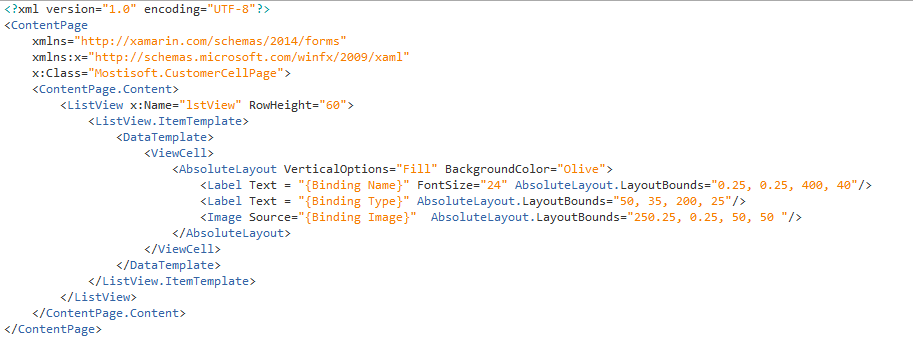 <?xml version="1.0" encoding="UTF-8"?>
<ContentPage
xmlns="http://xamarin.com/schemas/2014/forms"
xmlns:x="http://schemas.microsoft.com/winfx/2009/xaml"
x:Class="Mostisoft.CustomerCellPage">
<ContentPage.Content>
<ListView x:Name="lstView" RowHeight="60">
<ListView.ItemTemplate>
<DataTemplate>
<ViewCell>
<AbsoluteLayout VerticalOptions="Fill" BackgroundColor="Olive">
<Label Text = "{Binding Name}" FontSize="24" AbsoluteLayout.LayoutBounds="0.25, 0.25, 400, 40"/>
<Label Text = "{Binding Type}" AbsoluteLayout.LayoutBounds="50, 35, 200, 25"/>
<Image Source="{Binding Image}"  AbsoluteLayout.LayoutBounds="250.25, 0.25, 50, 50 "/>
</AbsoluteLayout>
</ViewCell>
</DataTemplate>
</ListView.ItemTemplate>
</ListView>
</ContentPage.Content>
</ContentPage>